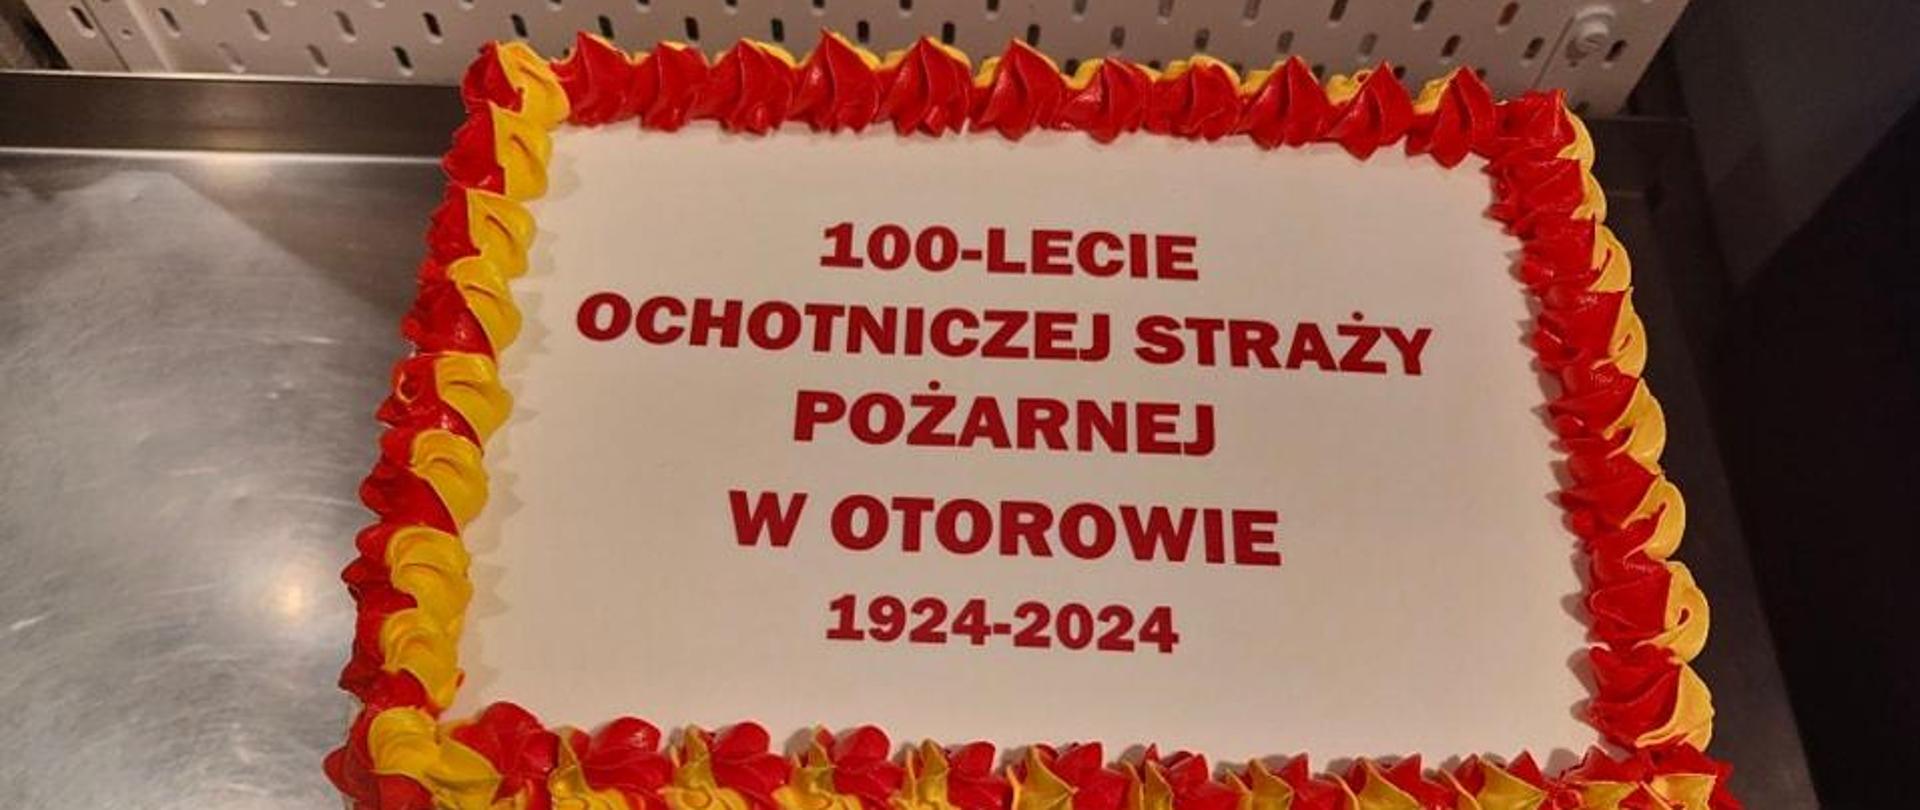 100-LECIE
OCHOTNICZEJ STRAŻY
POŻARNEJ
W OTOROWIE
1924-2024